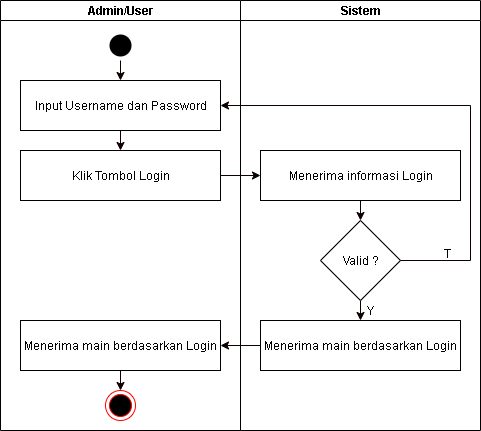 Admin/User
Sistem
Input Username dan Password
Klik Tombol Login
Menerima informasi Login
Valid ?
T
Y
Menerima main berdasarkan Login
Menerima main berdasarkan Login